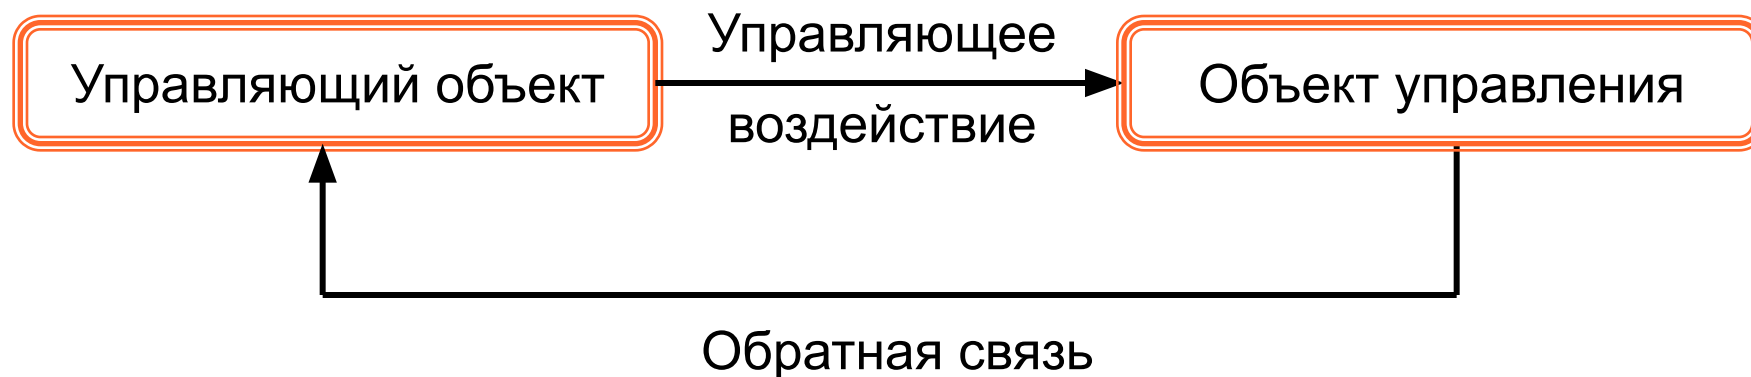 Управляющее
Управляющий объект
Объект управления
воздействие
Обратная связь